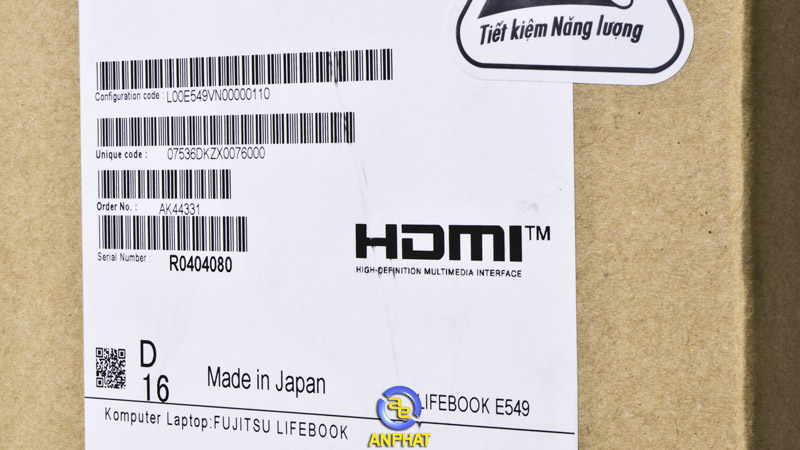 Tiết kiệm Năng lượng
Configuration code : L00E549VN00000110
Unique code : 07536DKZX0076000
Order No. : AK44331
Serial Number : R0404080
HDMI™
HIGH-DEFINITION MULTIMEDIA INTERFACE
D
16
Made in Japan
LIFEBOOK E549
Komputer Laptop:FUJITSU LIFEBOOK
ae
ANPHAT